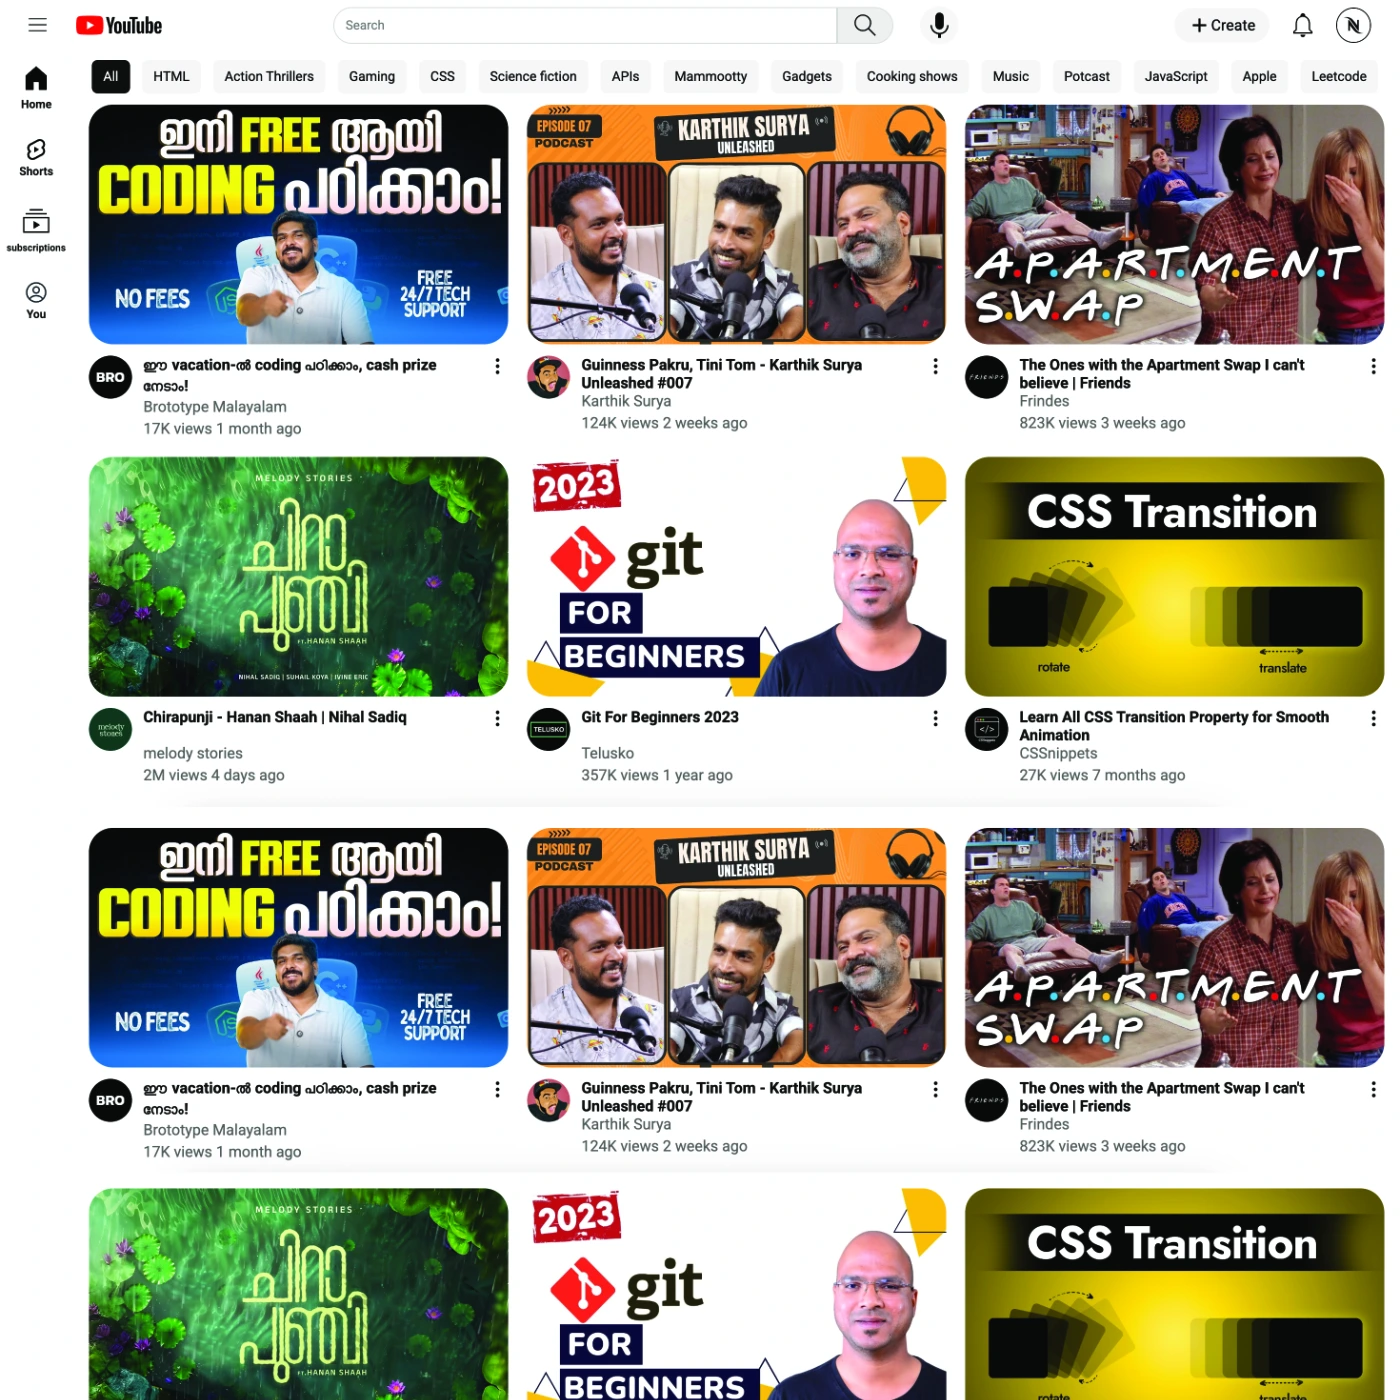 YouTube
Search
Create
Home
Shorts
subscriptions
You
All
HTML
Action Thrillers
Gaming
CSS
Science fiction
APIs
Mammootty
Gadgets
Cooking shows
Music
Potcast
JavaScript
Apple
Leetcode
ഇനി FREE ആയി
CODING പഠിക്കാം!
NO FEES
FREE
24/7 TECH
SUPPORT
EPISODE 07
PODCAST
KARTHIK SURYA
UNLEASHED
A.P.A.R.T.M.E.N.T
S.W.A.P
BRO
ഈ vacation-ൽ coding പഠിക്കാം, cash prize
നേടാം!
Brototype Malayalam
17K views 1 month ago
Guinness Pakru, Tini Tom - Karthik Surya
Unleashed #007
Karthik Surya
124K views 2 weeks ago
FRIENDS
The Ones with the Apartment Swap I can't
believe | Friends
Frindes
823K views 3 weeks ago
MELODY STORIES
ചിറാ
പുഞ്ചി
FT.HANAN SHAAH
NIHAL SADIQ | SUHAIL KOYA | IVINE ERIC
2023
git
FOR
BEGINNERS
CSS Transition
rotate
translate
melody
stories
Chirapunji - Hanan Shaah | Nihal Sadiq
melody stories
2M views 4 days ago
TELUSKO
Git For Beginners 2023
Telusko
357K views 1 year ago
</>
Learn All CSS Transition Property for Smooth
Animation
CSSnippets
27K views 7 months ago
ഇനി FREE ആയി
CODING പഠിക്കാം!
NO FEES
FREE
24/7 TECH
SUPPORT
EPISODE 07
PODCAST
KARTHIK SURYA
UNLEASHED
A.P.A.R.T.M.E.N.T
S.W.A.P
BRO
ഈ vacation-ൽ coding പഠിക്കാം, cash prize
നേടാം!
Brototype Malayalam
17K views 1 month ago
Guinness Pakru, Tini Tom - Karthik Surya
Unleashed #007
Karthik Surya
124K views 2 weeks ago
FRIENDS
The Ones with the Apartment Swap I can't
believe | Friends
Frindes
823K views 3 weeks ago
MELODY STORIES
ചിറാ
പുഞ്ചി
FT.HANAN SHAAH
2023
git
FOR
BEGINNERS
CSS Transition
rotate
translate